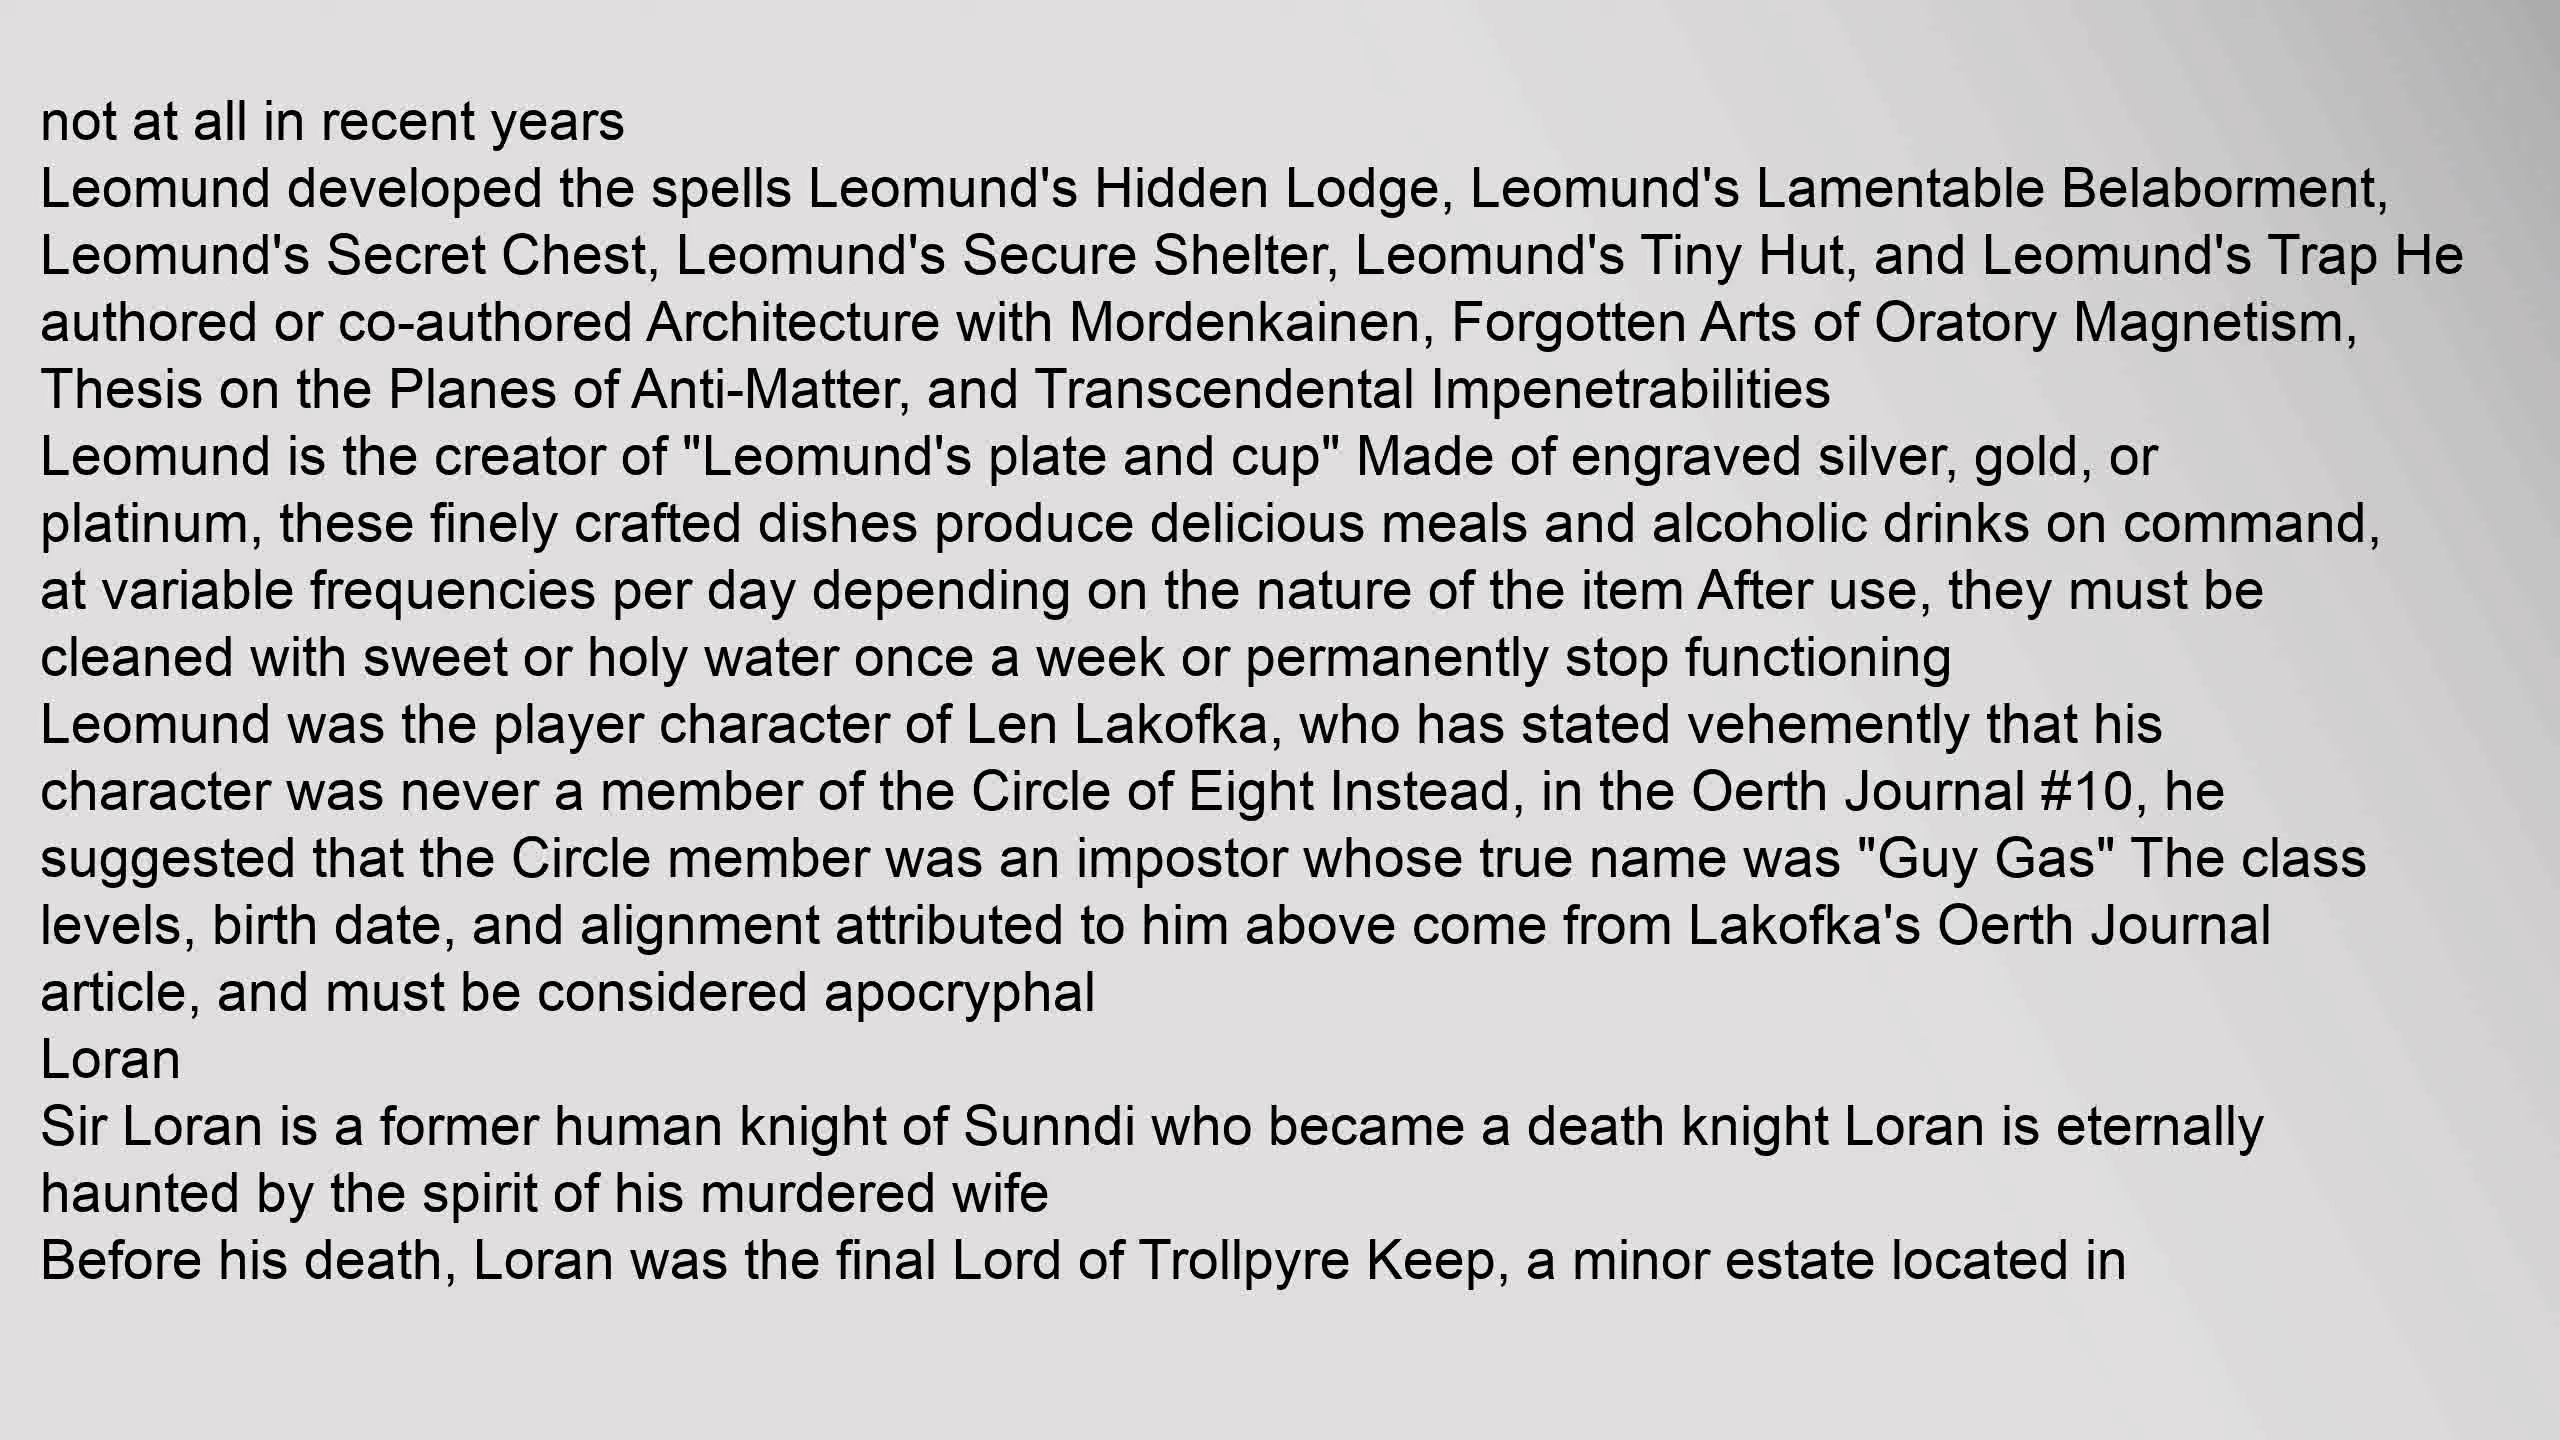 not at all in recent years
Leomund developed the spells Leomund's Hidden Lodge, Leomund's Lamentable Belaborment,
Leomund's Secret Chest, Leomund's Secure Shelter, Leomund's Tiny Hut, and Leomund's Trap He
authored or co-authored Architecture with Mordenkainen, Forgotten Arts of Oratory Magnetism,
Thesis on the Planes of Anti-Matter, and Transcendental Impenetrabilities
Leomund is the creator of "Leomund's plate and cup" Made of engraved silver, gold, or
platinum, these finely crafted dishes produce delicious meals and alcoholic drinks on command,
at variable frequencies per day depending on the nature of the item After use, they must be
cleaned with sweet or holy water once a week or permanently stop functioning
Leomund was the player character of Len Lakofka, who has stated vehemently that his
character was never a member of the Circle of Eight Instead, in the Oerth Journal #10, he
suggested that the Circle member was an impostor whose true name was "Guy Gas" The class
levels, birth date, and alignment attributed to him above come from Lakofka's Oerth Journal
article, and must be considered apocryphal
Loran
Sir Loran is a former human knight of Sunndi who became a death knight Loran is eternally
haunted by the spirit of his murdered wife
Before his death, Loran was the final Lord of Trollpyre Keep, a minor estate located in